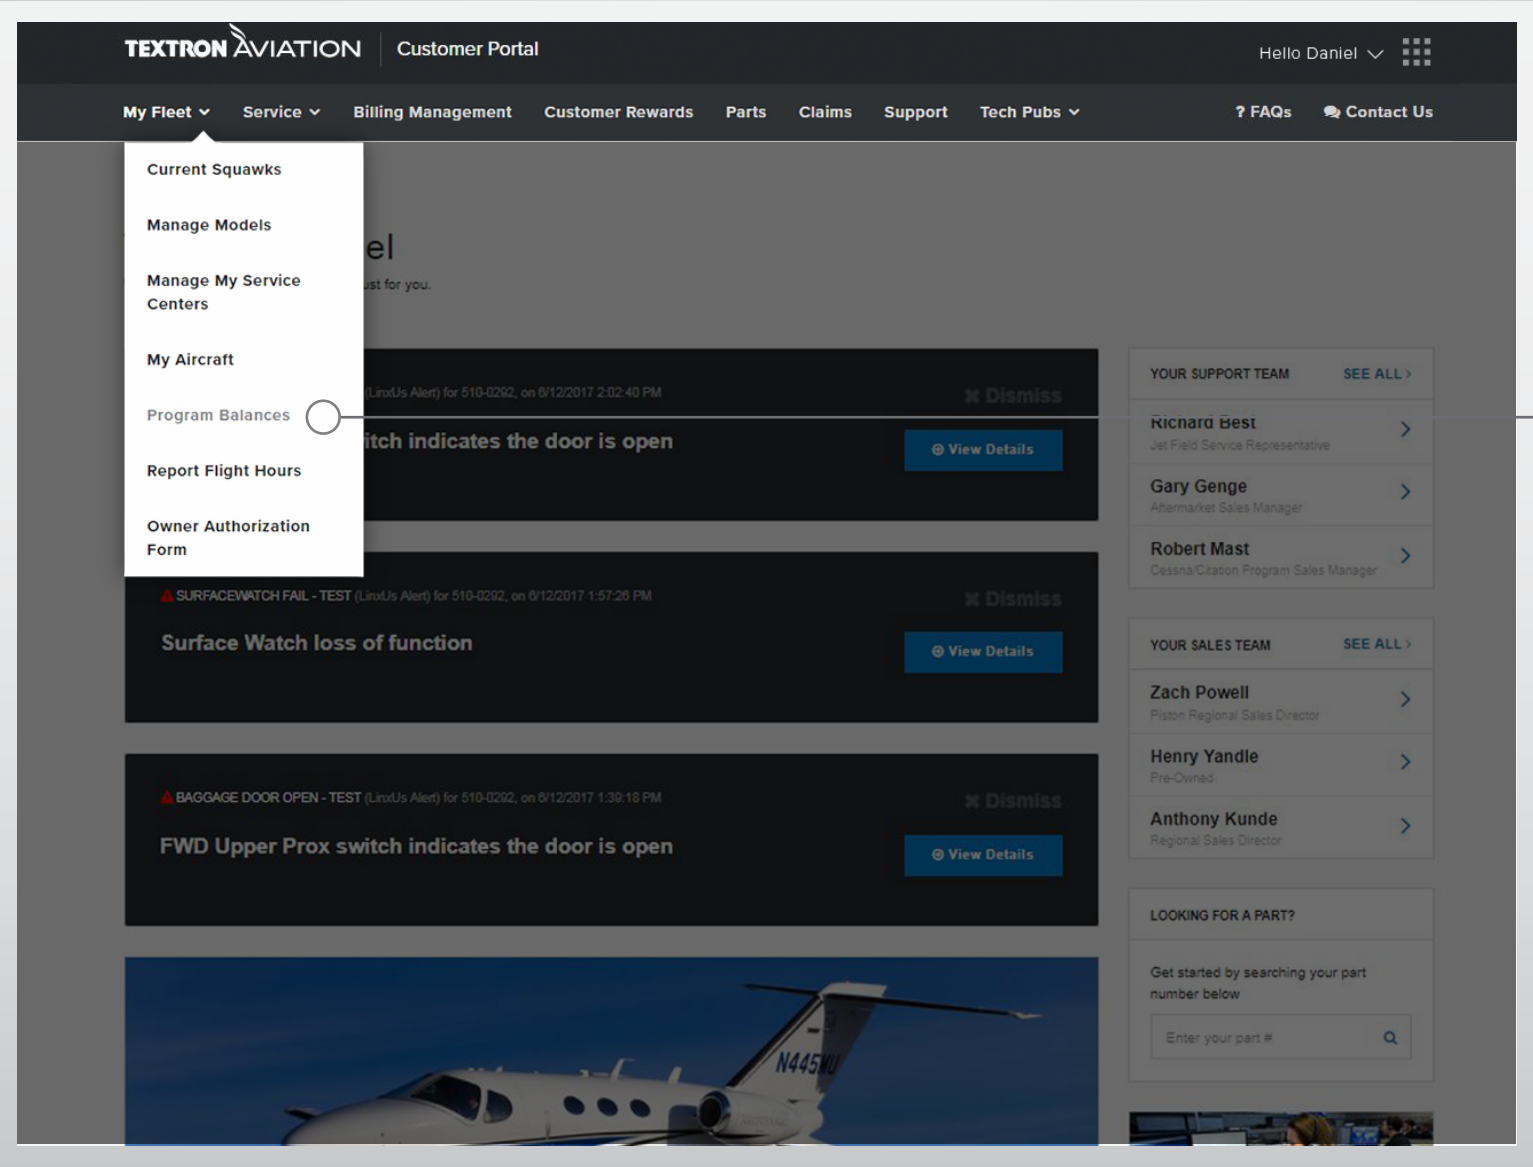 TEXTRON AVIATION
Customer Portal
Hello Daniel
My Fleet
Service
Billing Management
Customer Rewards
Parts
Claims
Support
Tech Pubs
? FAQs
Contact Us
Current Squawks
Manage Models
Manage My Service
Centers
My Aircraft
Program Balances
Report Flight Hours
Owner Authorization
Form
el
ust for you.
(LinxUs Alert) for 510-0292, on 6/12/2017 2:02:40 PM
Dismiss
itch indicates the door is open
View Details
SURFACEWATCH FAIL - TEST (LinxUs Alert) for 510-0292, on 6/12/2017 1:57:26 PM
Dismiss
Surface Watch loss of function
View Details
BAGGAGE DOOR OPEN - TEST (LinxUs Alert) for 510-0292, on 6/12/2017 1:39:18 PM
Dismiss
FWD Upper Prox switch indicates the door is open
View Details
N445MU
YOUR SUPPORT TEAM
SEE ALL >
Richard Best
Jet Field Service Representative
Gary Genge
Aftermarket Sales Manager
Robert Mast
Cessna/Citation Program Sales Manager
YOUR SALES TEAM
SEE ALL >
Zach Powell
Piston Regional Sales Director
Henry Yandle
Pre-Owned
Anthony Kunde
Regional Sales Director
LOOKING FOR A PART?
Get started by searching your part
number below
Enter your part #